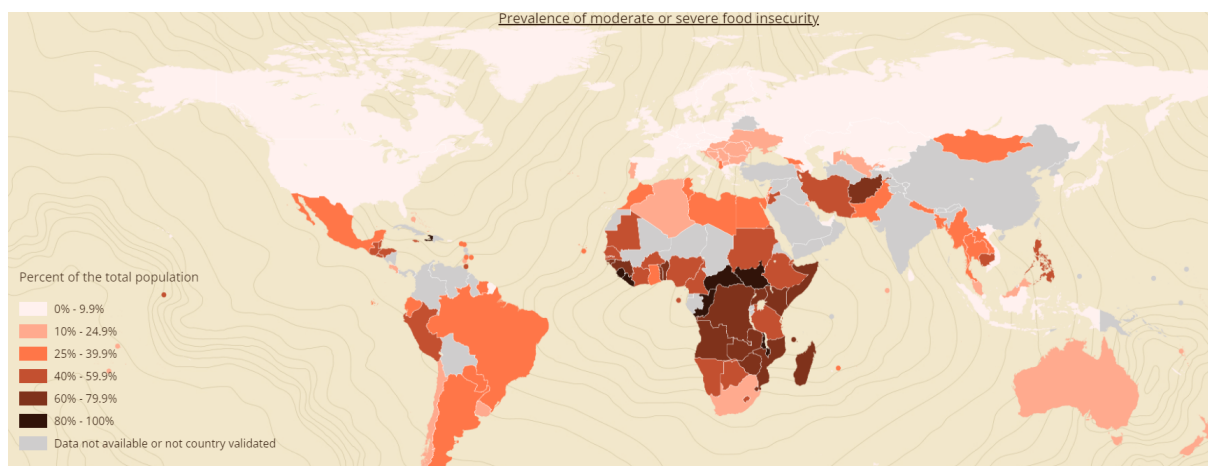 Prevalence of moderate or severe food insecurity
Percent of the total population
0% - 9.9%
10% - 24.9%
25% - 39.9%
40% - 59.9%
60% - 79.9%
80% - 100%
Data not available or not country validated